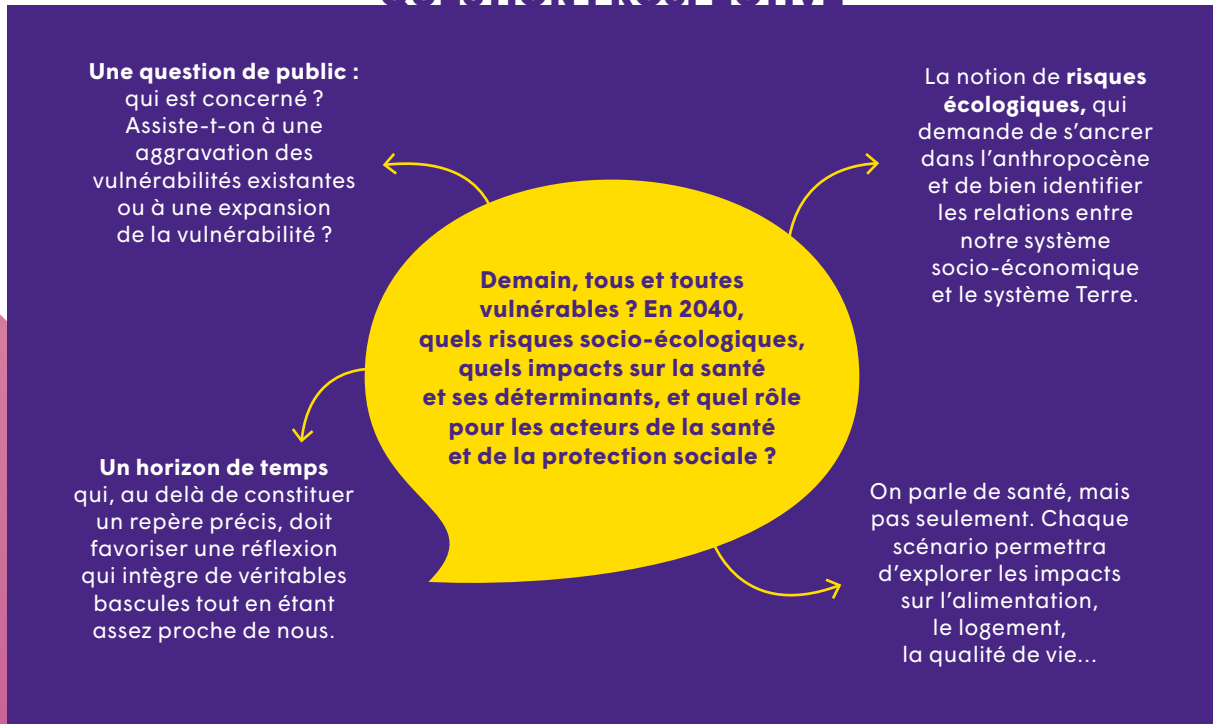 Une question de public :
qui est concerné ?
Assiste-t-on à une
aggravation des
vulnérabilités existantes
ou à une expansion
de la vulnérabilité ?
La notion de risques
écologiques, qui
demande de s'ancrer
dans l'anthropocène
et de bien identifier
les relations entre
notre système
socio-économique
et le système Terre.
Demain, tous et toutes
vulnérables ? En 2040,
quels risques socio-écologiques,
quels impacts sur la santé
et ses déterminants, et quel rôle
pour les acteurs de la santé
et de la protection sociale ?
Un horizon de temps
qui, au delà de constituer
un repère précis, doit
favoriser une réflexion
qui intègre de véritables
bascules tout en étant
assez proche de nous.
On parle de santé, mais
pas seulement. Chaque
scénario permettra
d'explorer les impacts
sur l'alimentation,
le logement,
la qualité de vie...